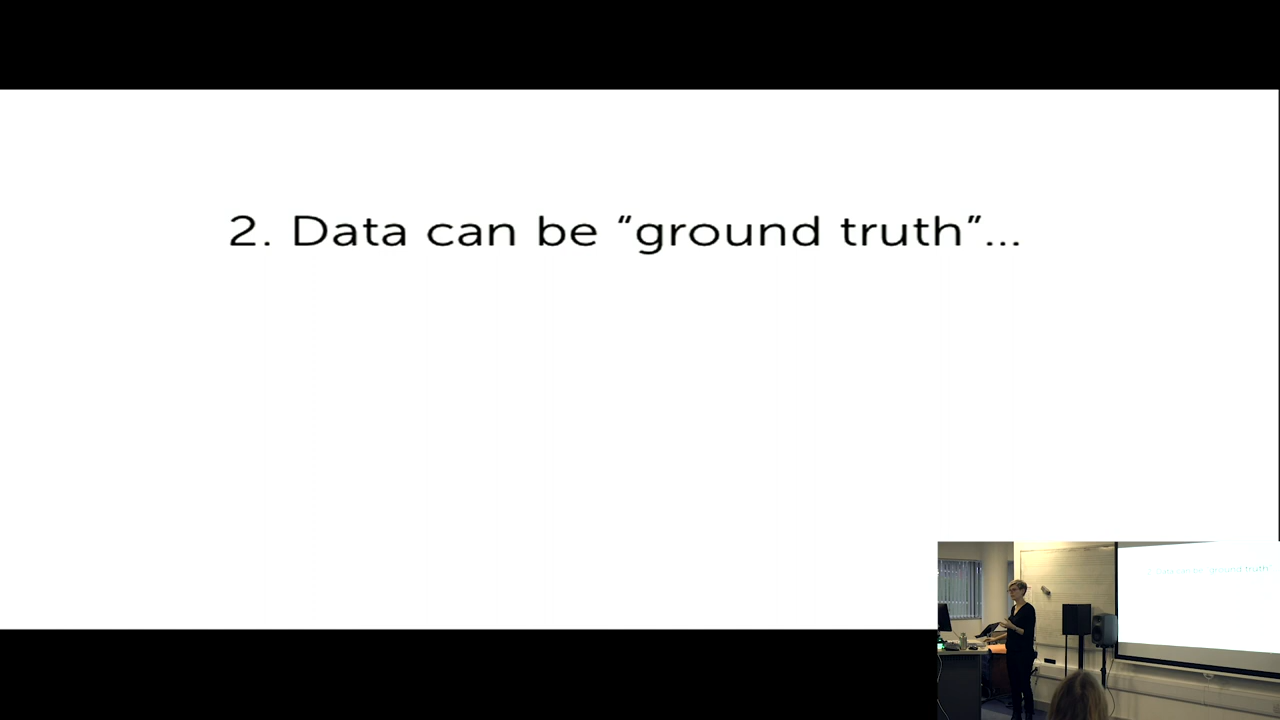 2. Data can be “ground truth”...